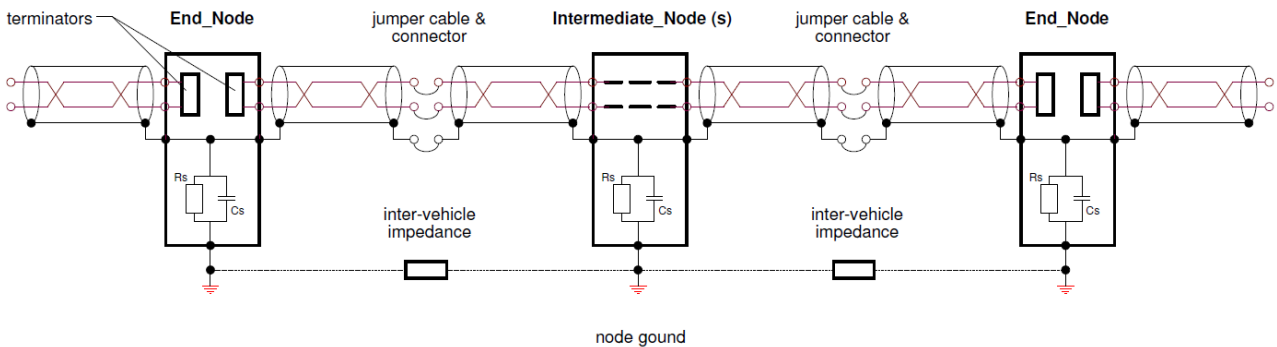 terminators
End_Node
jumper cable &
connector
Intermediate_Node (s)
jumper cable &
connector
End_Node
Rs
Cs
Rs
Cs
Rs
Cs
inter-vehicle
impedance
inter-vehicle
impedance
node gound